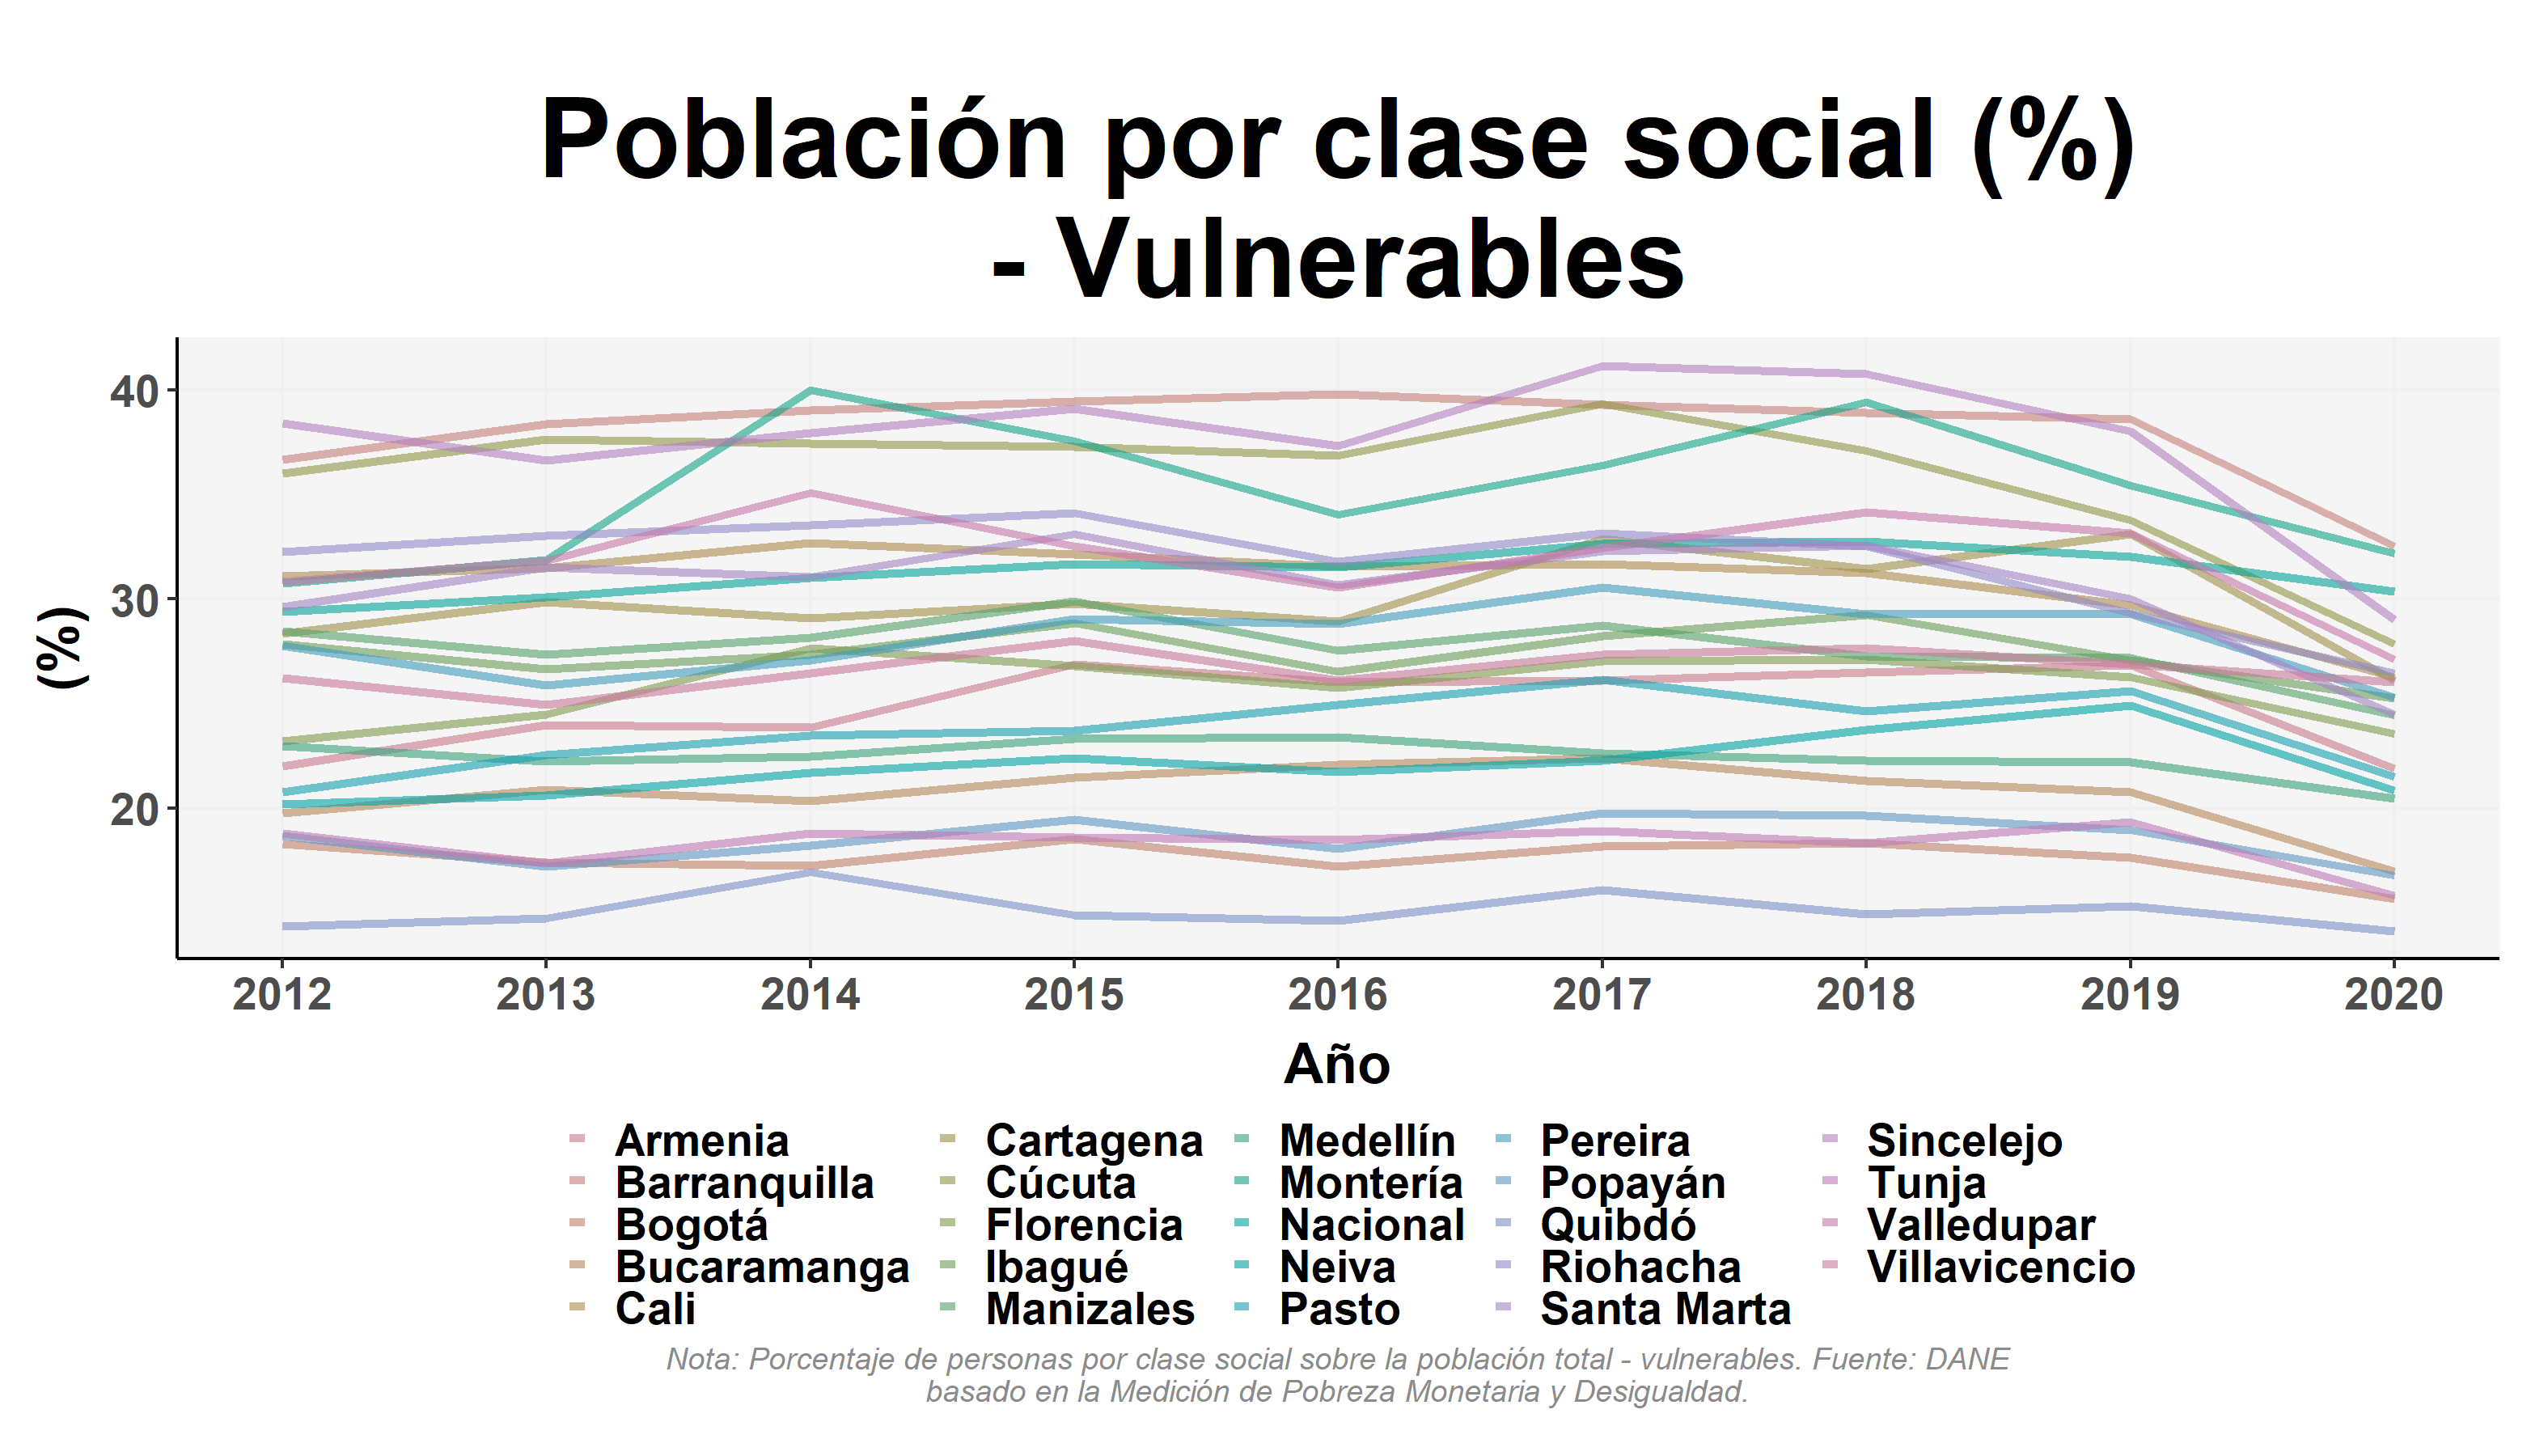 Población por clase social (%)
- Vulnerables
(%)
40
30
20
2012 2013 2014 2015 2016 2017 2018 2019 2020
Año
Armenia Cartagena Medellín Pereira Sincelejo
Barranquilla Cúcuta Montería Popayán Tunja
Bogotá Florencia Nacional Quibdó Valledupar
Bucaramanga Ibagué Neiva Riohacha Villavicencio
Cali Manizales Pasto Santa Marta
Nota: Porcentaje de personas por clase social sobre la población total - vulnerables. Fuente: DANE
basado en la Medición de Pobreza Monetaria y Desigualdad.